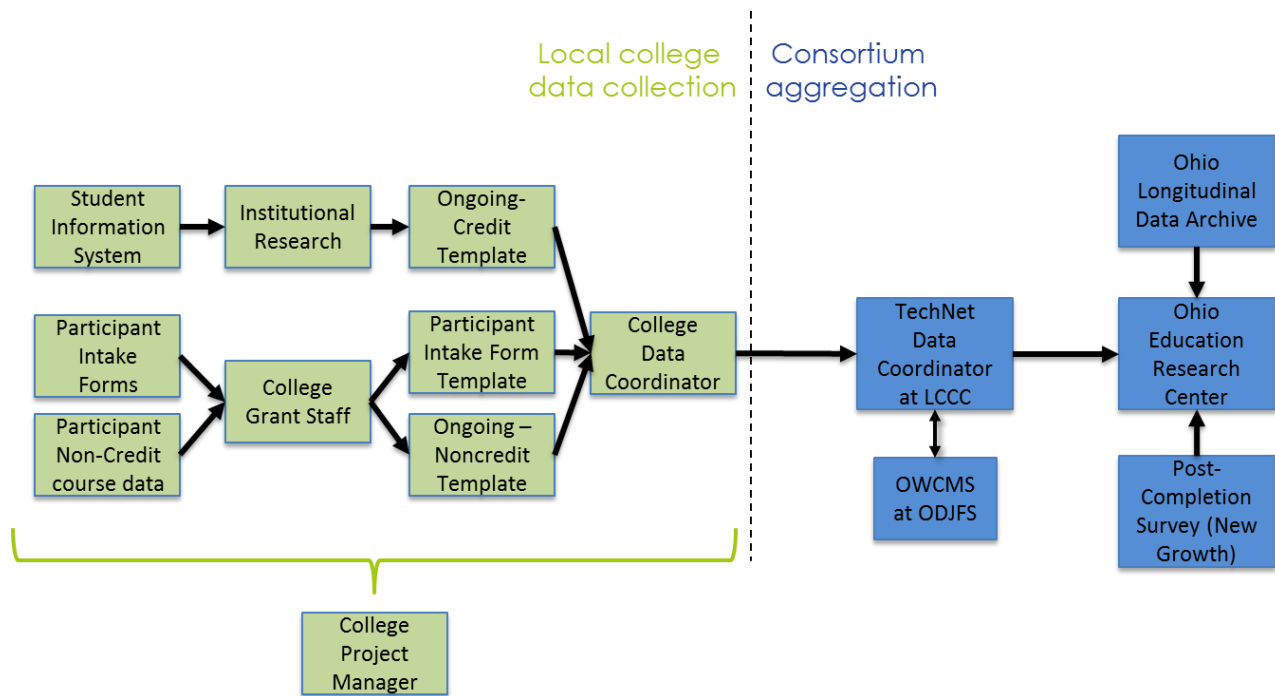 Local college
data collection
Consortium
aggregation
Student
Information
System
Institutional
Research
Ongoing-
Credit
Template
Participant
Intake
Forms
Participant
Non-Credit
course data
College
Grant Staff
Participant
Intake Form
Template
Ongoing –
Noncredit
Template
College
Data
Coordinator
TechNet
Data
Coordinator
at LCCC
OWCMS
at ODJFS
Ohio
Longitudinal
Data Archive
Ohio
Education
Research
Center
Post-
Completion
Survey (New
Growth)
College
Project
Manager